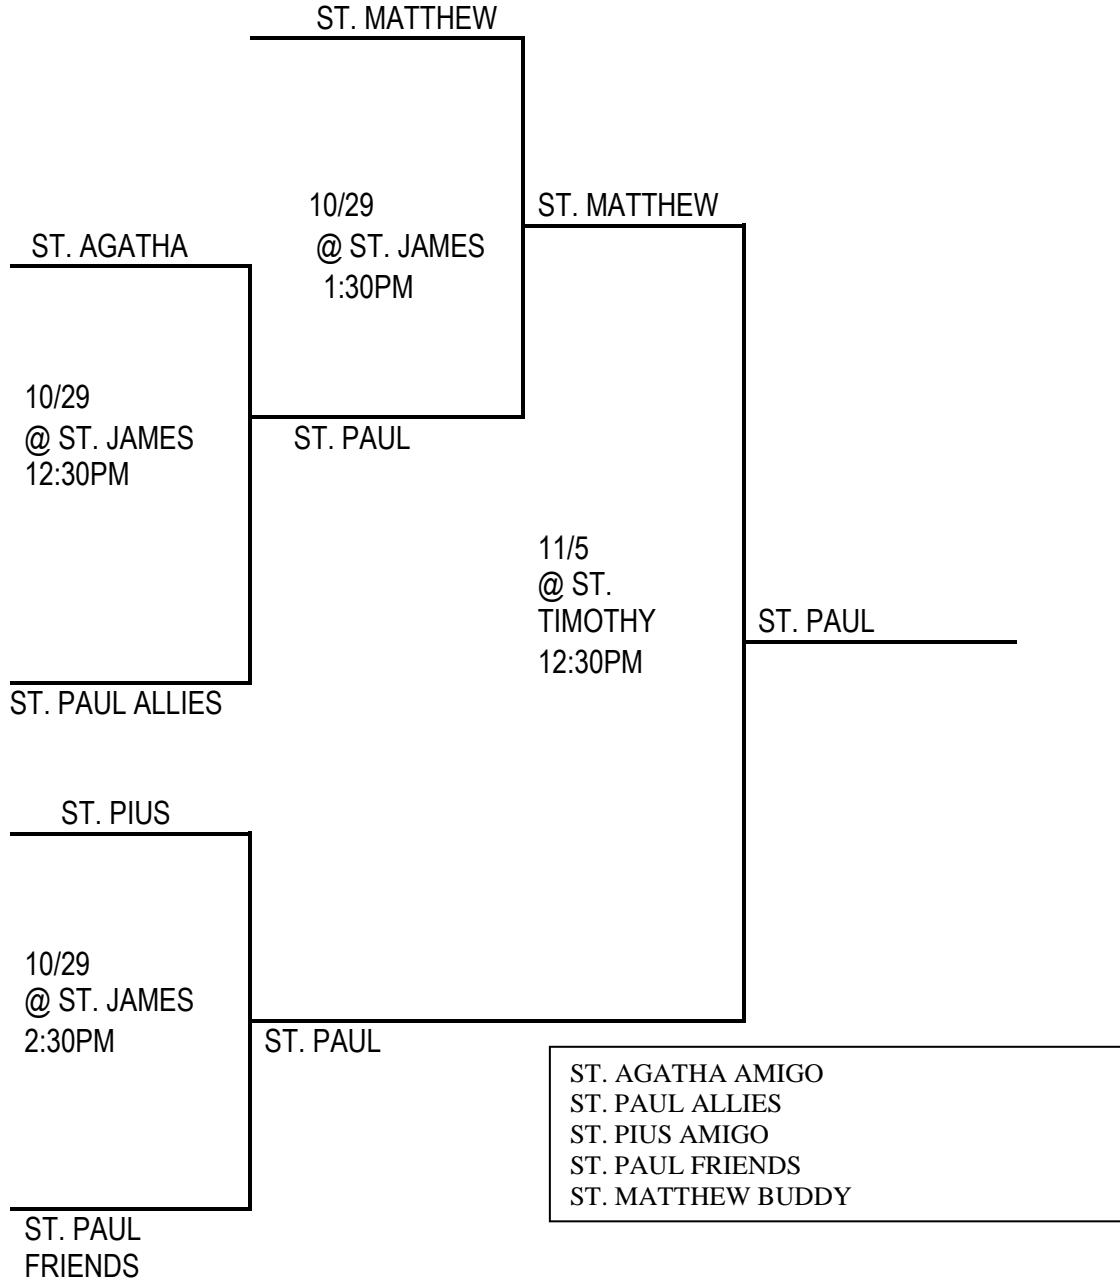 ST. MATTHEW
10/29
@ ST. JAMES
1:30PM
ST. MATTHEW
ST. AGATHA
10/29
@ ST. JAMES
12:30PM
ST. PAUL
11/5
@ ST.
TIMOTHY
12:30PM
ST. PAUL
ST. PAUL ALLIES
ST. PIUS
10/29
@ ST. JAMES
2:30PM
ST. PAUL
ST. PAUL
FRIENDS
ST. AGATHA AMIGO
ST. PAUL ALLIES
ST. PIUS AMIGO
ST. PAUL FRIENDS
ST. MATTHEW BUDDY